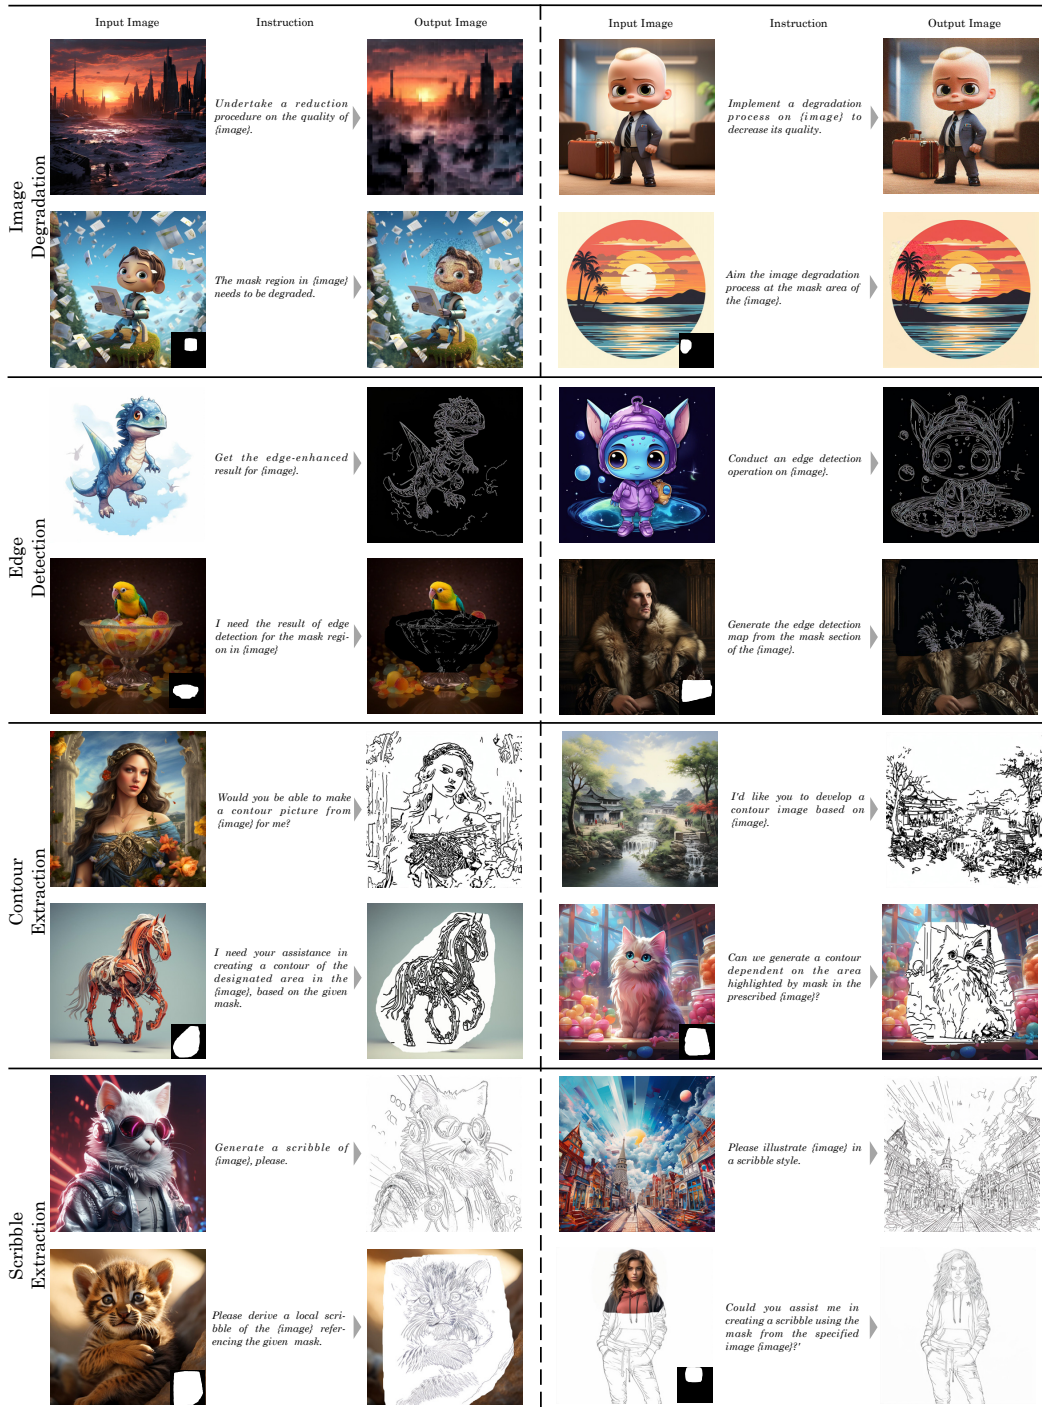 Input Image
Instruction
Output Image
Input Image
Instruction
Output Image
Image
Degradation
Undertake a reduction
procedure on the quality of
{image}.
Implement a degradation
process on {image} to
decrease its quality.
The mask region in {image}
needs to be degraded.
Aim the image degradation
process at the mask area of
the {image}.
Edge
Detection
Get the edge-enhanced
result for {image}.
Conduct an edge detection
operation on {image}.
I need the result of edge
detection for the mask regi-
on in {image}
Generate the edge detection
map from the mask section
of the {image}.
Contour
Extraction
Would you be able to make
a contour picture from
{image} for me?
I'd like you to develop a
contour image based on
{image}.
I need your assistance in
creating a contour of the
designated area in the
{image}, based on the given
mask.
Can we generate a contour
dependent on the area
highlighted by mask in the
prescribed {image}?
Scribble
Extraction
Generate a scribble of
{image}, please.
Please illustrate {image} in
a scribble style.
Please derive a local scri-
bble of the {image} refer-
encing the given mask.
Could you assist me in
creating a scribble using the
mask from the specified
image {image}?'